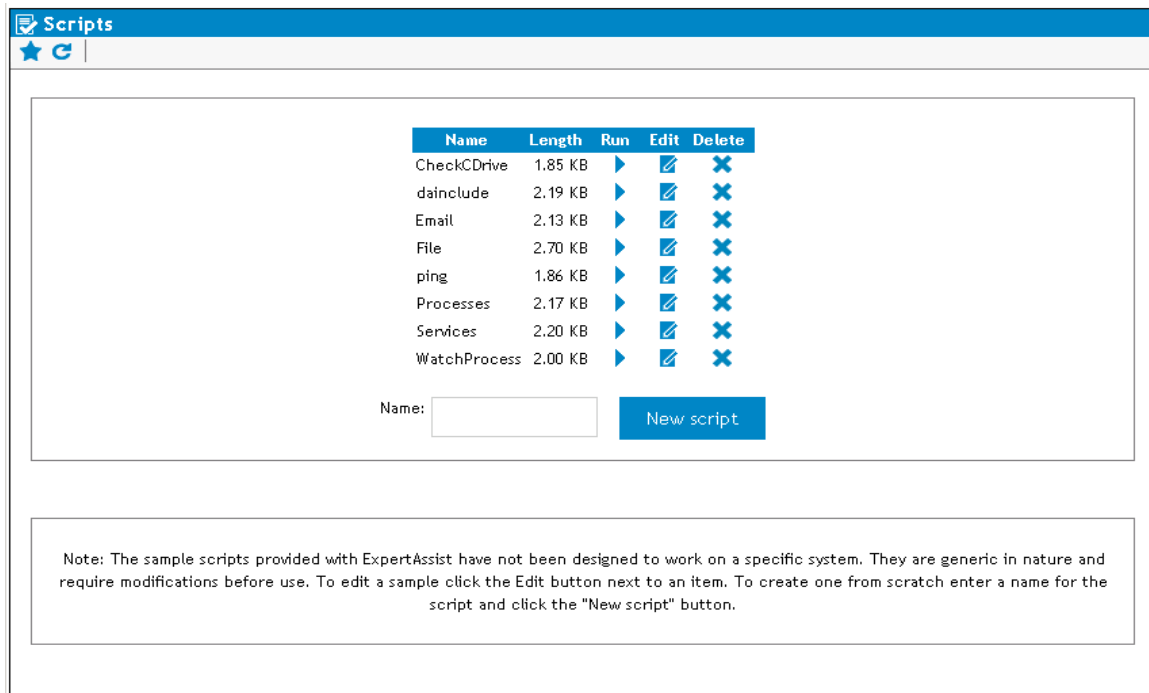 Scripts
Name Length Run Edit Delete
CheckCDrive 1.85 KB
dainclude 2.19 KB
Email 2.13 KB
File 2.70 KB
ping 1.86 KB
Processes 2.17 KB
Services 2.20 KB
WatchProcess 2.00 KB
Name: New script
Note: The sample scripts provided with ExpertAssist have not been designed to work on a specific system. They are generic in nature and
require modifications before use. To edit a sample click the Edit button next to an item. To create one from scratch enter a name for the
script and click the "New script" button.